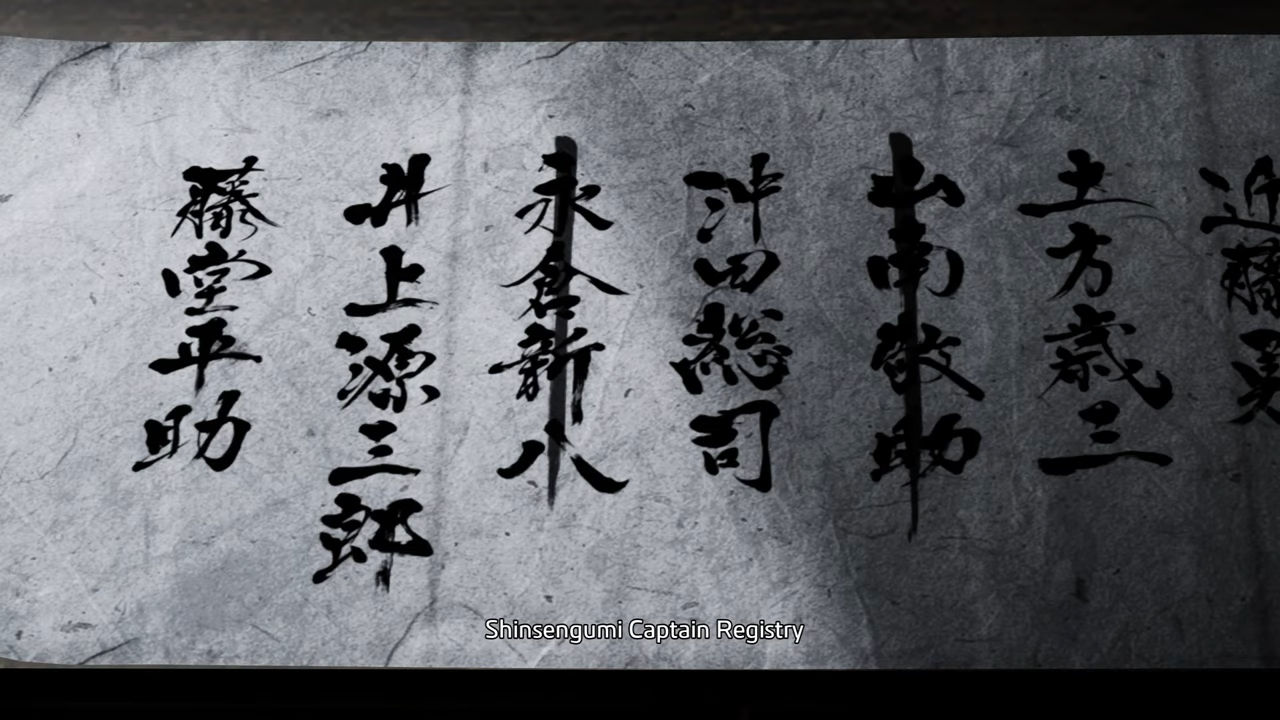 近藤勇
土方歳三
山南敬助
沖田総司
永倉新八
井上源三郎
藤堂平助
Shinsengumi Captain Registry